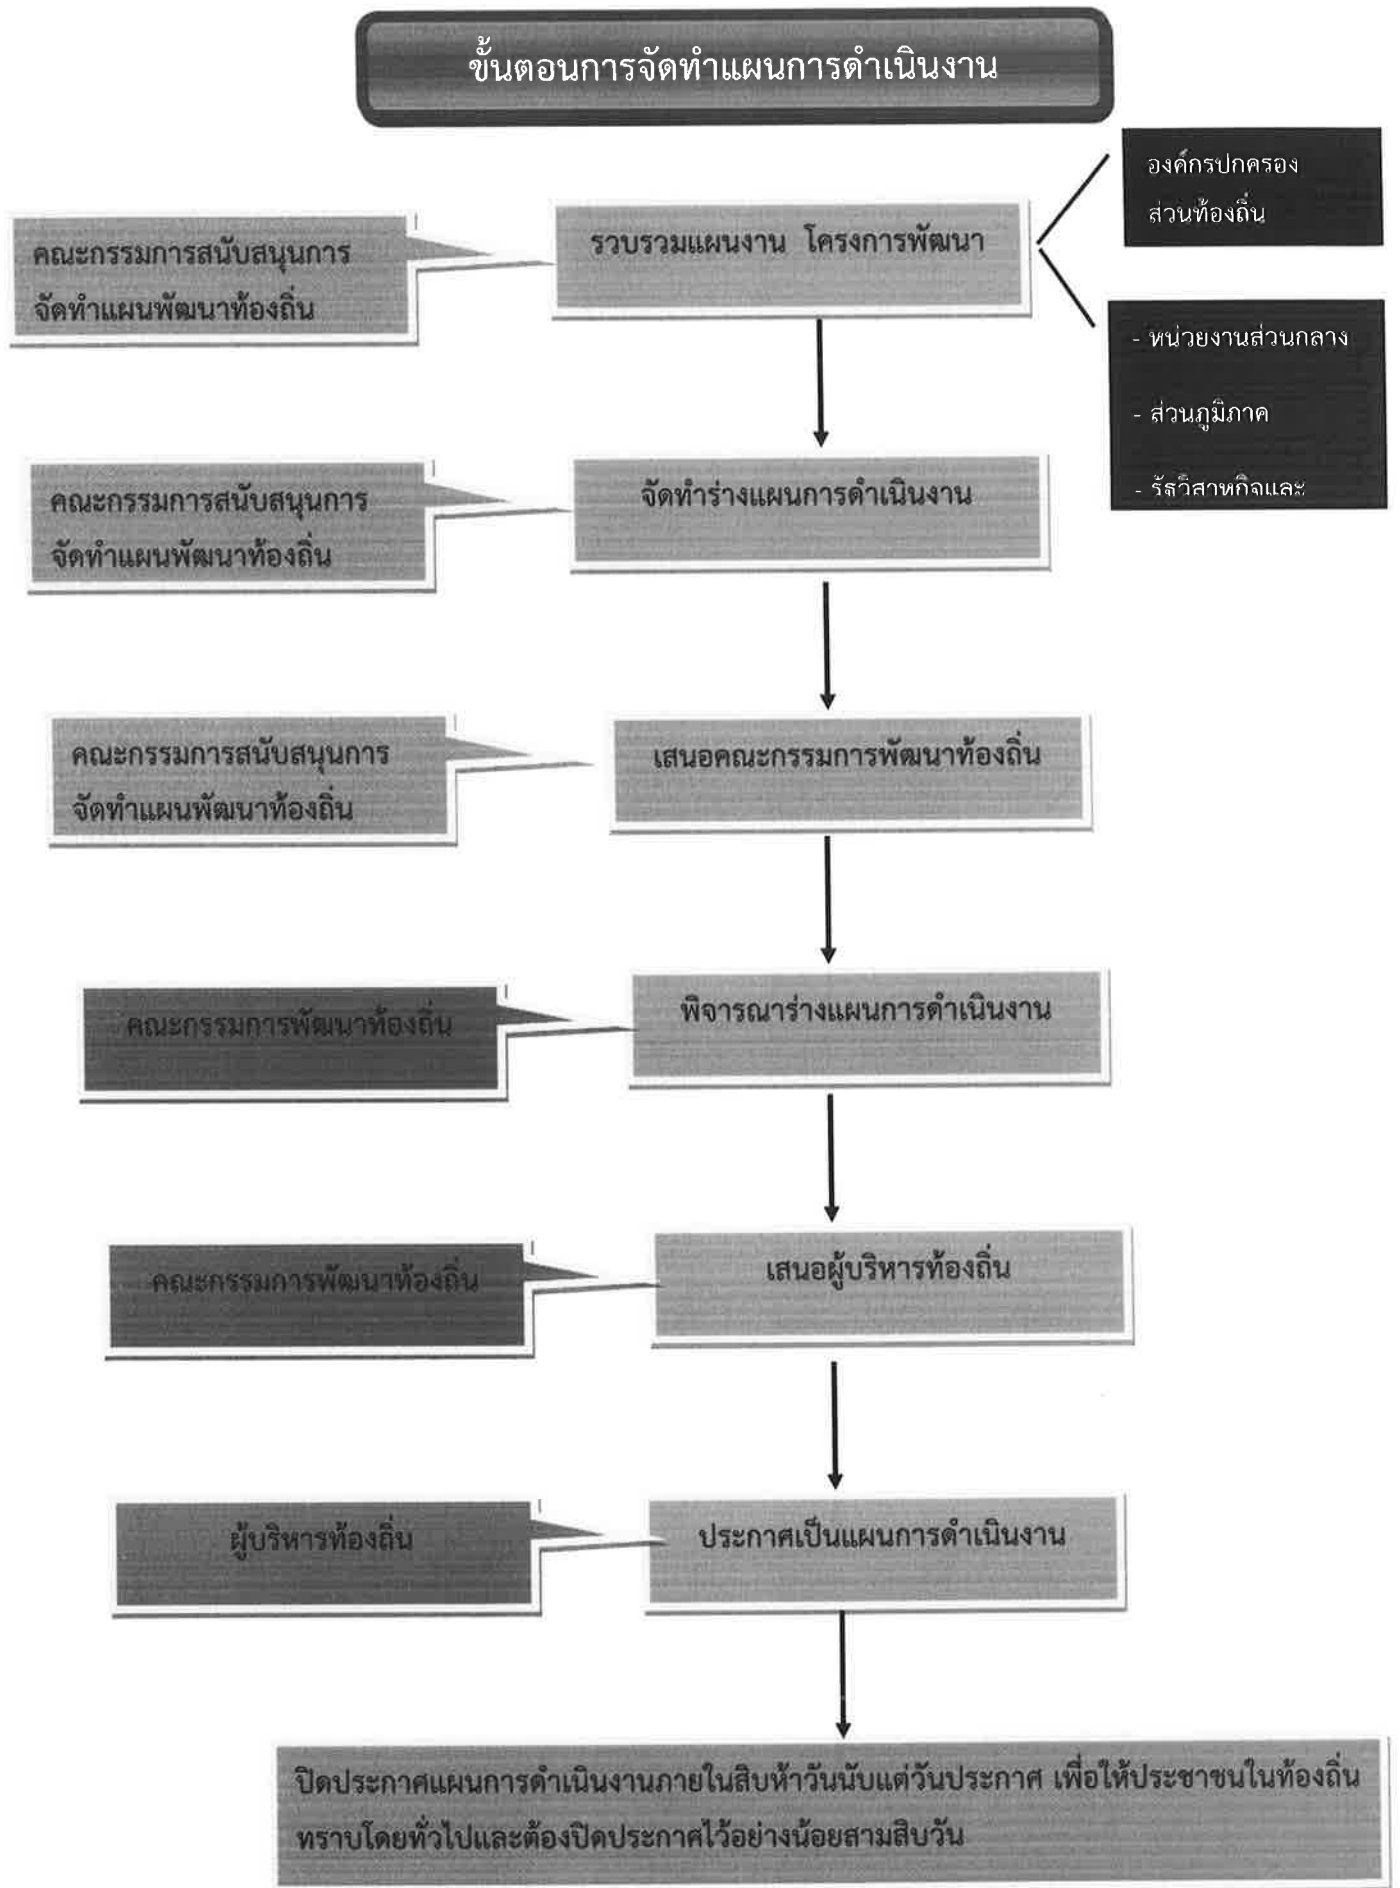 ขั้นตอนการจัดทำแผนการดำเนินงาน
องค์กรปกครอง
ส่วนท้องถิ่น
คณะกรรมการสนับสนุนการ
จัดทำแผนพัฒนาท้องถิ่น
รวบรวมแผนงาน โครงการพัฒนา
- หน่วยงานส่วนกลาง
- ส่วนภูมิภาค
- รัฐวิสาหกิจและ
คณะกรรมการสนับสนุนการ
จัดทำแผนพัฒนาท้องถิ่น
จัดทำร่างแผนการดำเนินงาน
คณะกรรมการสนับสนุนการ
จัดทำแผนพัฒนาท้องถิ่น
เสนอคณะกรรมการพัฒนาท้องถิ่น
คณะกรรมการพัฒนาท้องถิ่น
พิจารณาร่างแผนการดำเนินงาน
คณะกรรมการพัฒนาท้องถิ่น
เสนอผู้บริหารท้องถิ่น
ผู้บริหารท้องถิ่น
ประกาศเป็นแผนการดำเนินงาน
ปิดประกาศแผนการดำเนินงานภายในสิบห้าวันนับแต่วันประกาศ เพื่อให้ประชาชนในท้องถิ่น
ทราบโดยทั่วไปและต้องปิดประกาศไว้อย่างน้อยสามสิบวัน